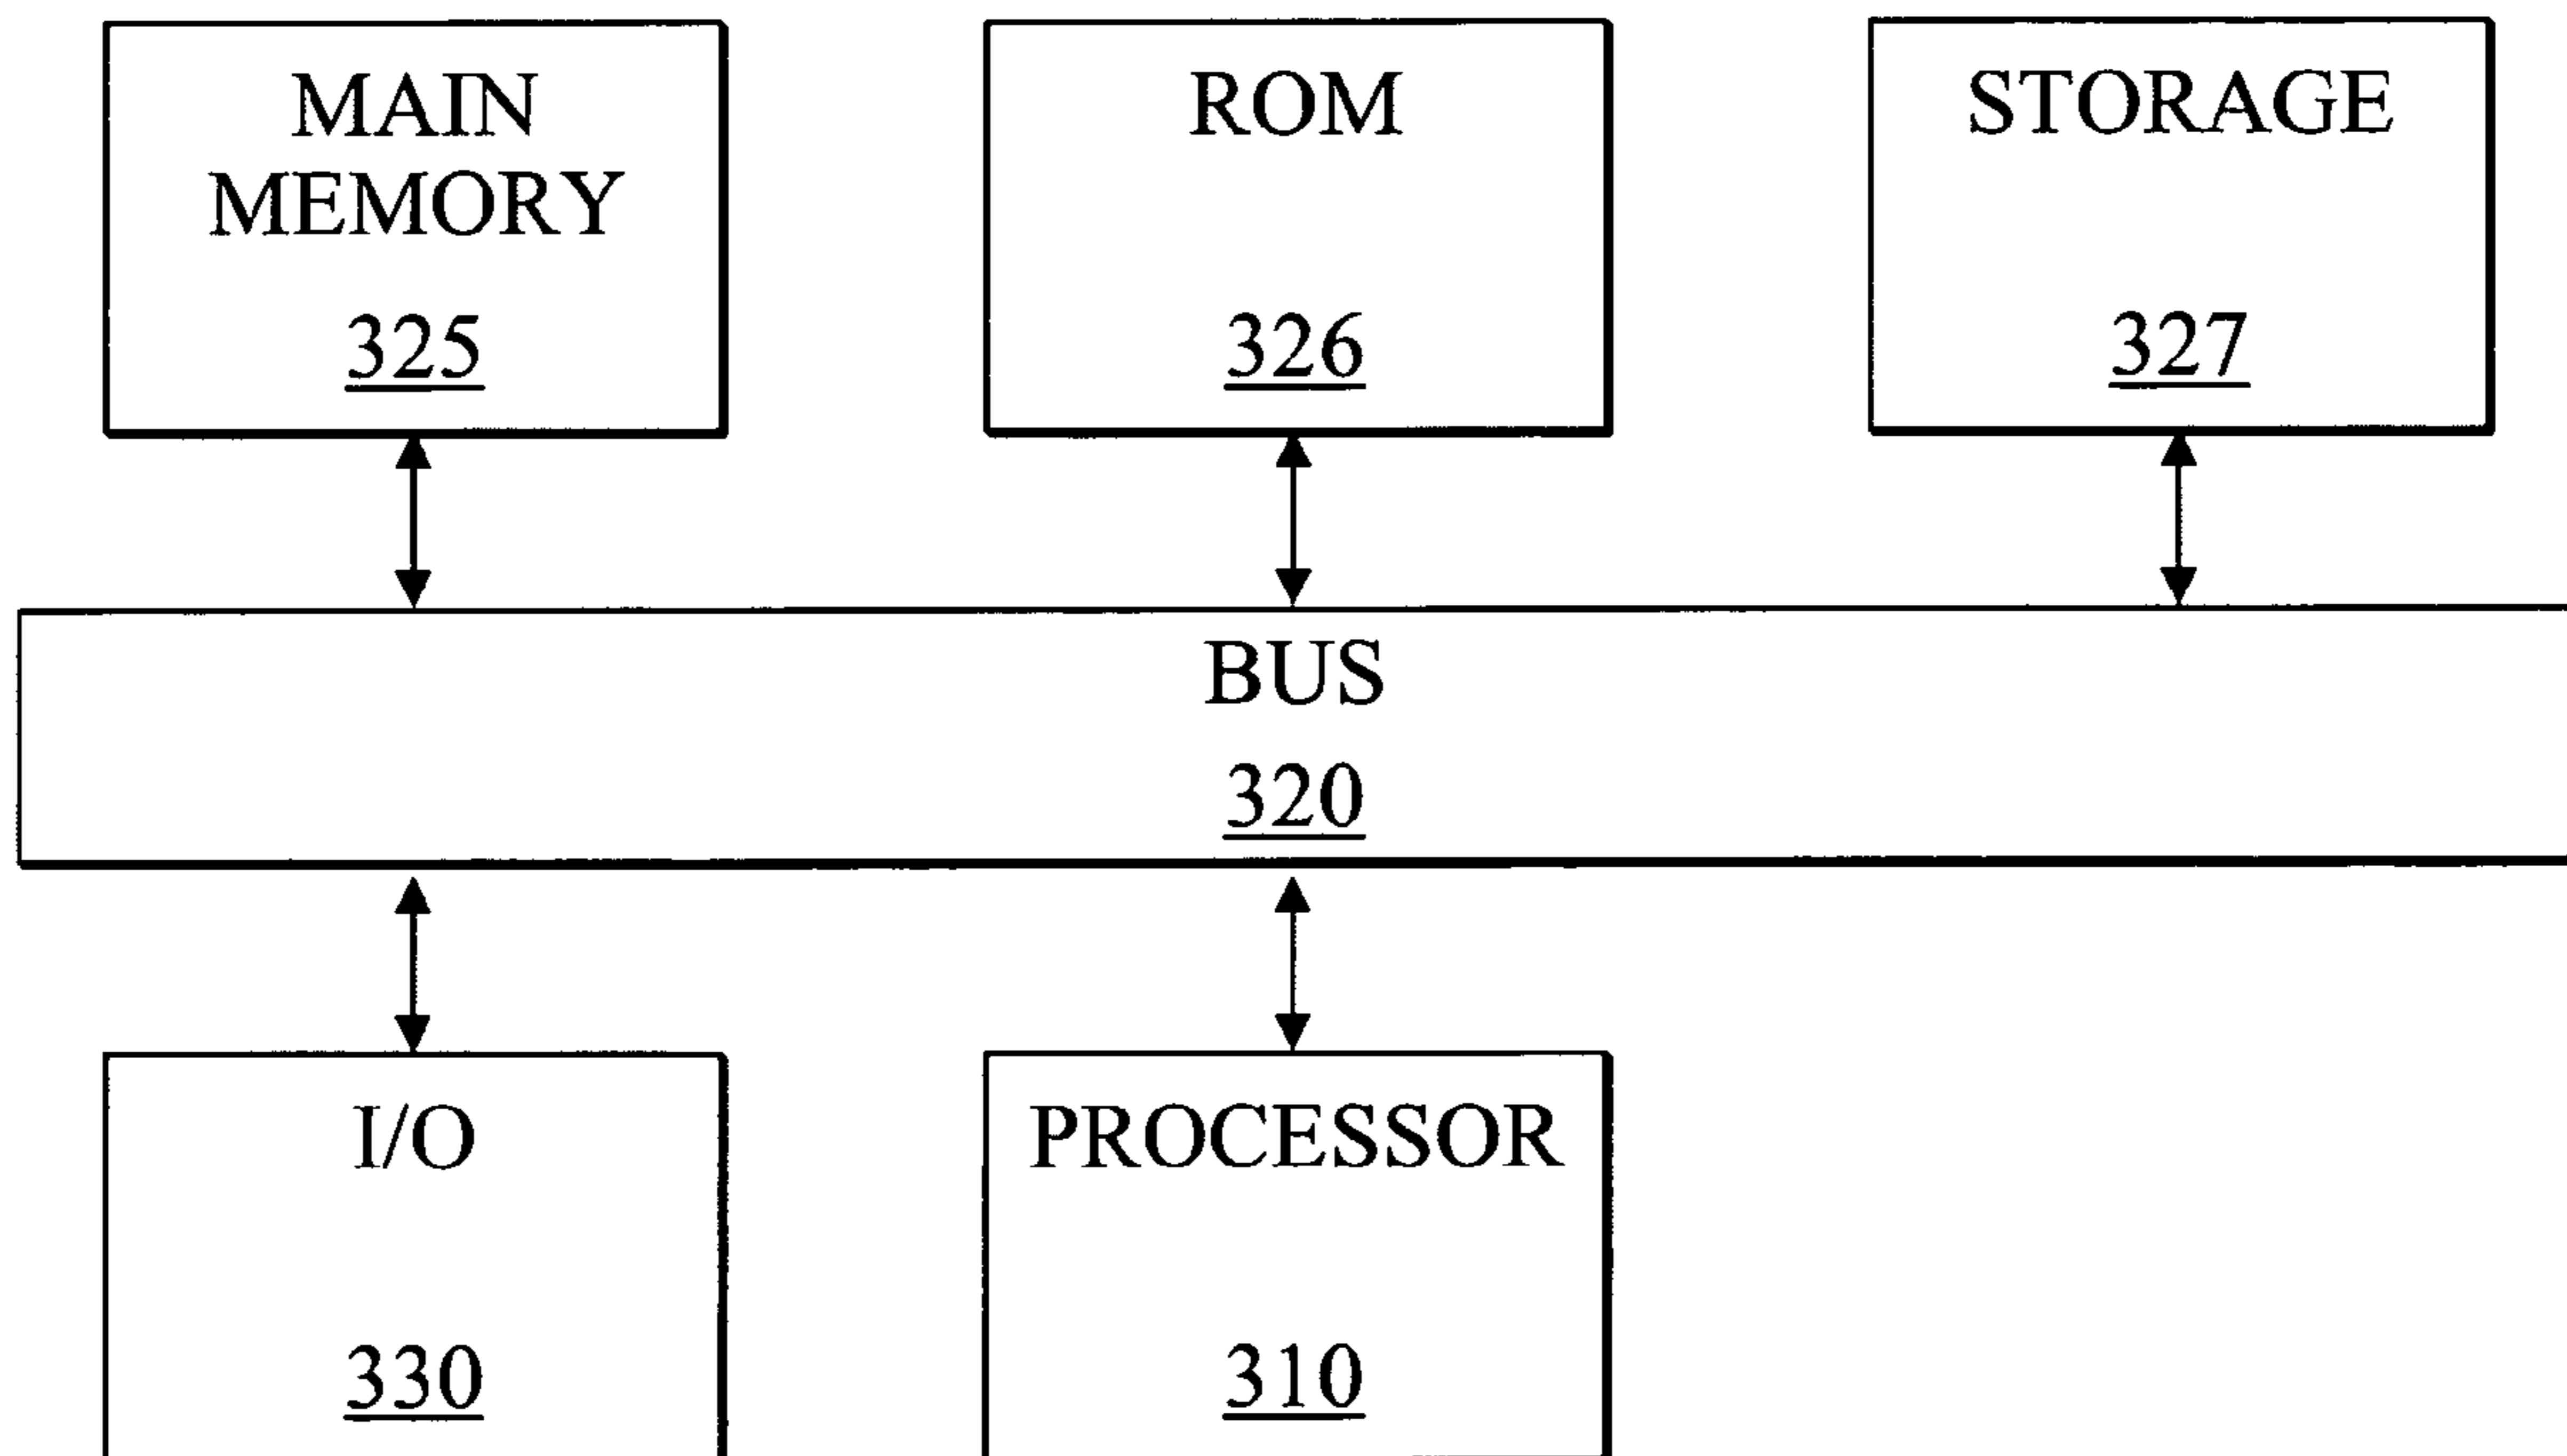 MAIN
MEMORY
325
ROM
326
STORAGE
327
BUS
320
I/O
330
PROCESSOR
310